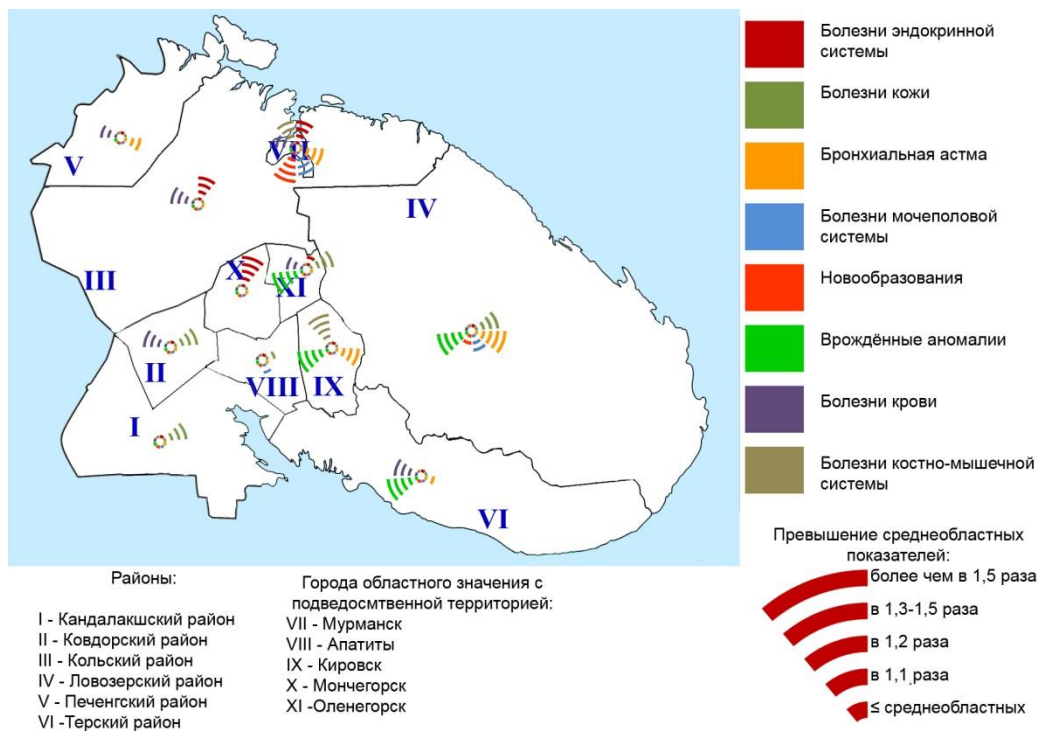 V
VII
IV
III
X
XI
II
VIII
IX
I
VI
Болезни эндокринной
системы
Болезни кожи
Бронхиальная астма
Болезни мочеполовой
системы
Новообразования
Врождённые аномалии
Болезни крови
Болезни костно-мышечной
системы
Превышение среднеобластных
показателей:
более чем в 1,5 раза
в 1,3-1,5 раза
в 1,2 раза
в 1,1 раза
≤ среднеобластных
Районы:
I - Кандалакшский район
II - Ковдорский район
III - Кольский район
IV - Ловозерский район
V - Печенгский район
VI -Терский район
Города областного значения с
подведосмтвенной территорией:
VII - Мурманск
VIII - Апатиты
IX - Кировск
X - Мончегорск
XI -Оленегорск